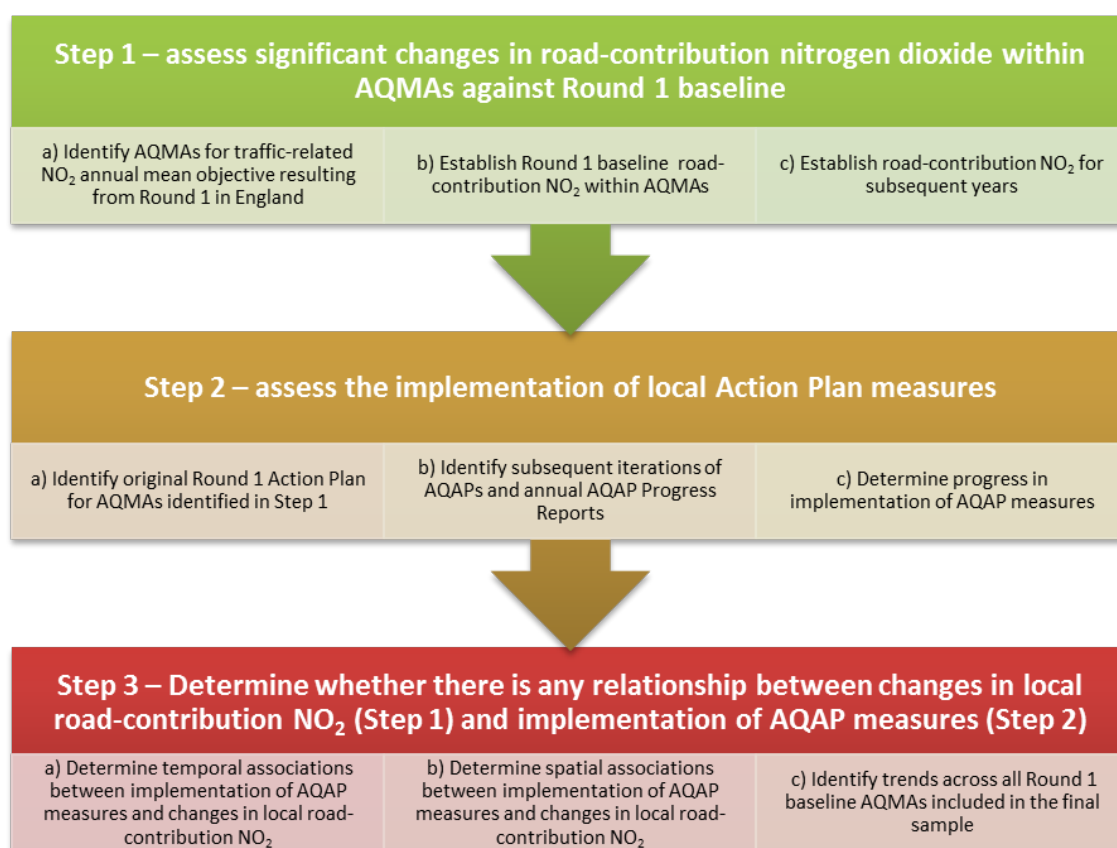 Step 1 – assess significant changes in road-contribution nitrogen dioxide within
AQMAs against Round 1 baseline
a) Identify AQMAs for traffic-related
NO₂ annual mean objective resulting
from Round 1 in England
b) Establish Round 1 baseline road-
contribution NO₂ within AQMAs
c) Establish road-contribution NO₂ for
subsequent years
Step 2 – assess the implementation of local Action Plan measures
a) Identify original Round 1 Action Plan
for AQMAs identified in Step 1
b) Identify subsequent iterations of
AQAPs and annual AQAP Progress
Reports
c) Determine progress in
implementation of AQAP measures
Step 3 – Determine whether there is any relationship between changes in local
road-contribution NO₂ (Step 1) and implementation of AQAP measures (Step 2)
a) Determine temporal associations
between implementation of AQAP
measures and changes in local road-
contribution NO₂
b) Determine spatial associations
between implementation of AQAP
measures and changes in local road-
contribution NO₂
c) Identify trends across all Round 1
baseline AQMAs included in the final
sample